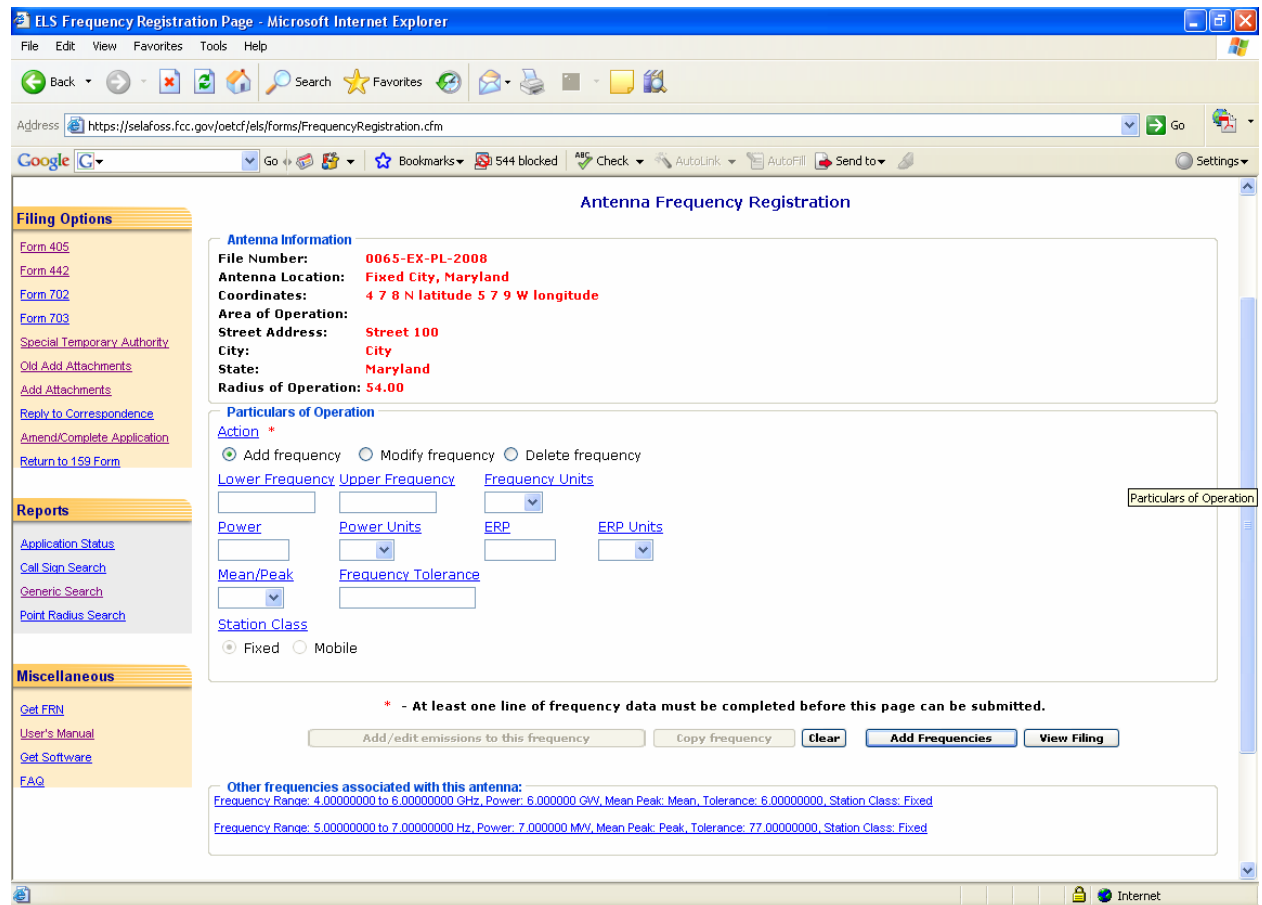 ELS Frequency Registration Page - Microsoft Internet Explorer
File Edit View Favorites Tools Help
Back Search Favorites
Address https://selafoss.fcc.gov/oetcf/els/forms/FrequencyRegistration.cfm Go
Google G Go Bookmarks 544 blocked ABC Check AutoLink AutoFill Send to Settings
Antenna Frequency Registration
Filing Options
Form 405
Form 442
Form 702
Form 703
Special Temporary Authority
Old Add Attachments
Add Attachments
Reply to Correspondence
Amend/Complete Application
Return to 159 Form
Reports
Application Status
Call Sign Search
Generic Search
Point Radius Search
Miscellaneous
Get FRN
User's Manual
Get Software
FAQ
Antenna Information
File Number: 0065-EX-PL-2008
Antenna Location: Fixed City, Maryland
Coordinates: 4 7 8 N latitude 5 7 9 W longitude
Area of Operation:
Street Address: Street 100
City: City
State: Maryland
Radius of Operation: 54.00
Particulars of Operation
Action *
Add frequency Modify frequency Delete frequency
Lower Frequency Upper Frequency Frequency Units
Particulars of Operation
Power Power Units ERP ERP Units
Mean/Peak Frequency Tolerance
Station Class
Fixed Mobile
* - At least one line of frequency data must be completed before this page can be submitted.
Add/edit emissions to this frequency Copy frequency Clear Add Frequencies View Filing
Other frequencies associated with this antenna:
Frequency Range: 4.00000000 to 6.00000000 GHz, Power: 6.000000 GW, Mean Peak: Mean, Tolerance: 6.00000000, Station Class: Fixed
Frequency Range: 5.00000000 to 7.00000000 Hz, Power: 7.000000 MW, Mean Peak: Peak, Tolerance: 77.00000000, Station Class: Fixed
Internet